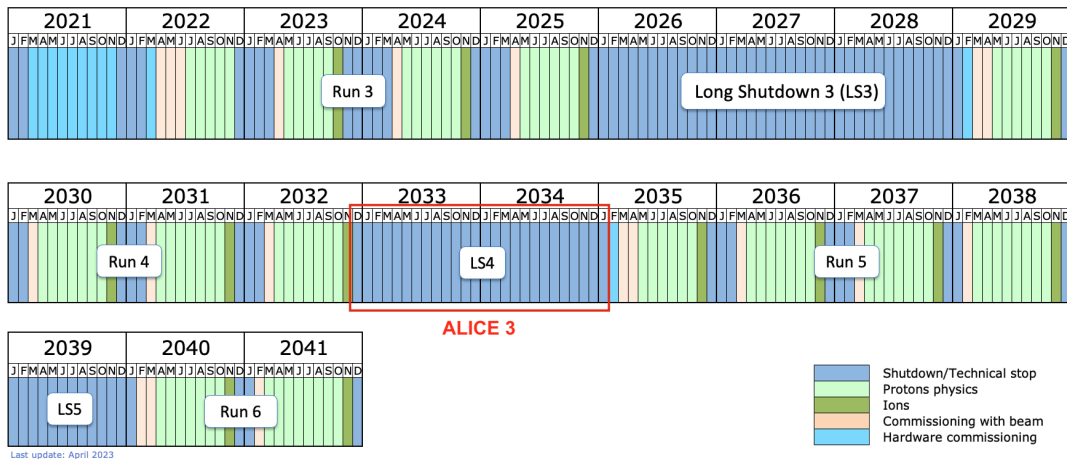 2021 2022 2023 2024 2025 2026 2027 2028 2029
J F M A M J J A S O N D J F M A M J J A S O N D J F M A M J J A S O N D J F M A M J J A S O N D J F M A M J J A S O N D J F M A M J J A S O N D J F M A M J J A S O N D J F M A M J J A S O N D J F M A M J J A S O N D
Run 3 Long Shutdown 3 (LS3)
2030 2031 2032 2033 2034 2035 2036 2037 2038
J F M A M J J A S O N D J F M A M J J A S O N D J F M A M J J A S O N D J F M A M J J A S O N D J F M A M J J A S O N D J F M A M J J A S O N D J F M A M J J A S O N D J F M A M J J A S O N D J F M A M J J A S O N D
Run 4 LS4 Run 5
ALICE 3
2039 2040 2041
J F M A M J J A S O N D J F M A M J J A S O N D J F M A M J J A S O N D
LS5 Run 6
Shutdown/Technical stop
Protons physics
Ions
Commissioning with beam
Hardware commissioning
Last update: April 2023